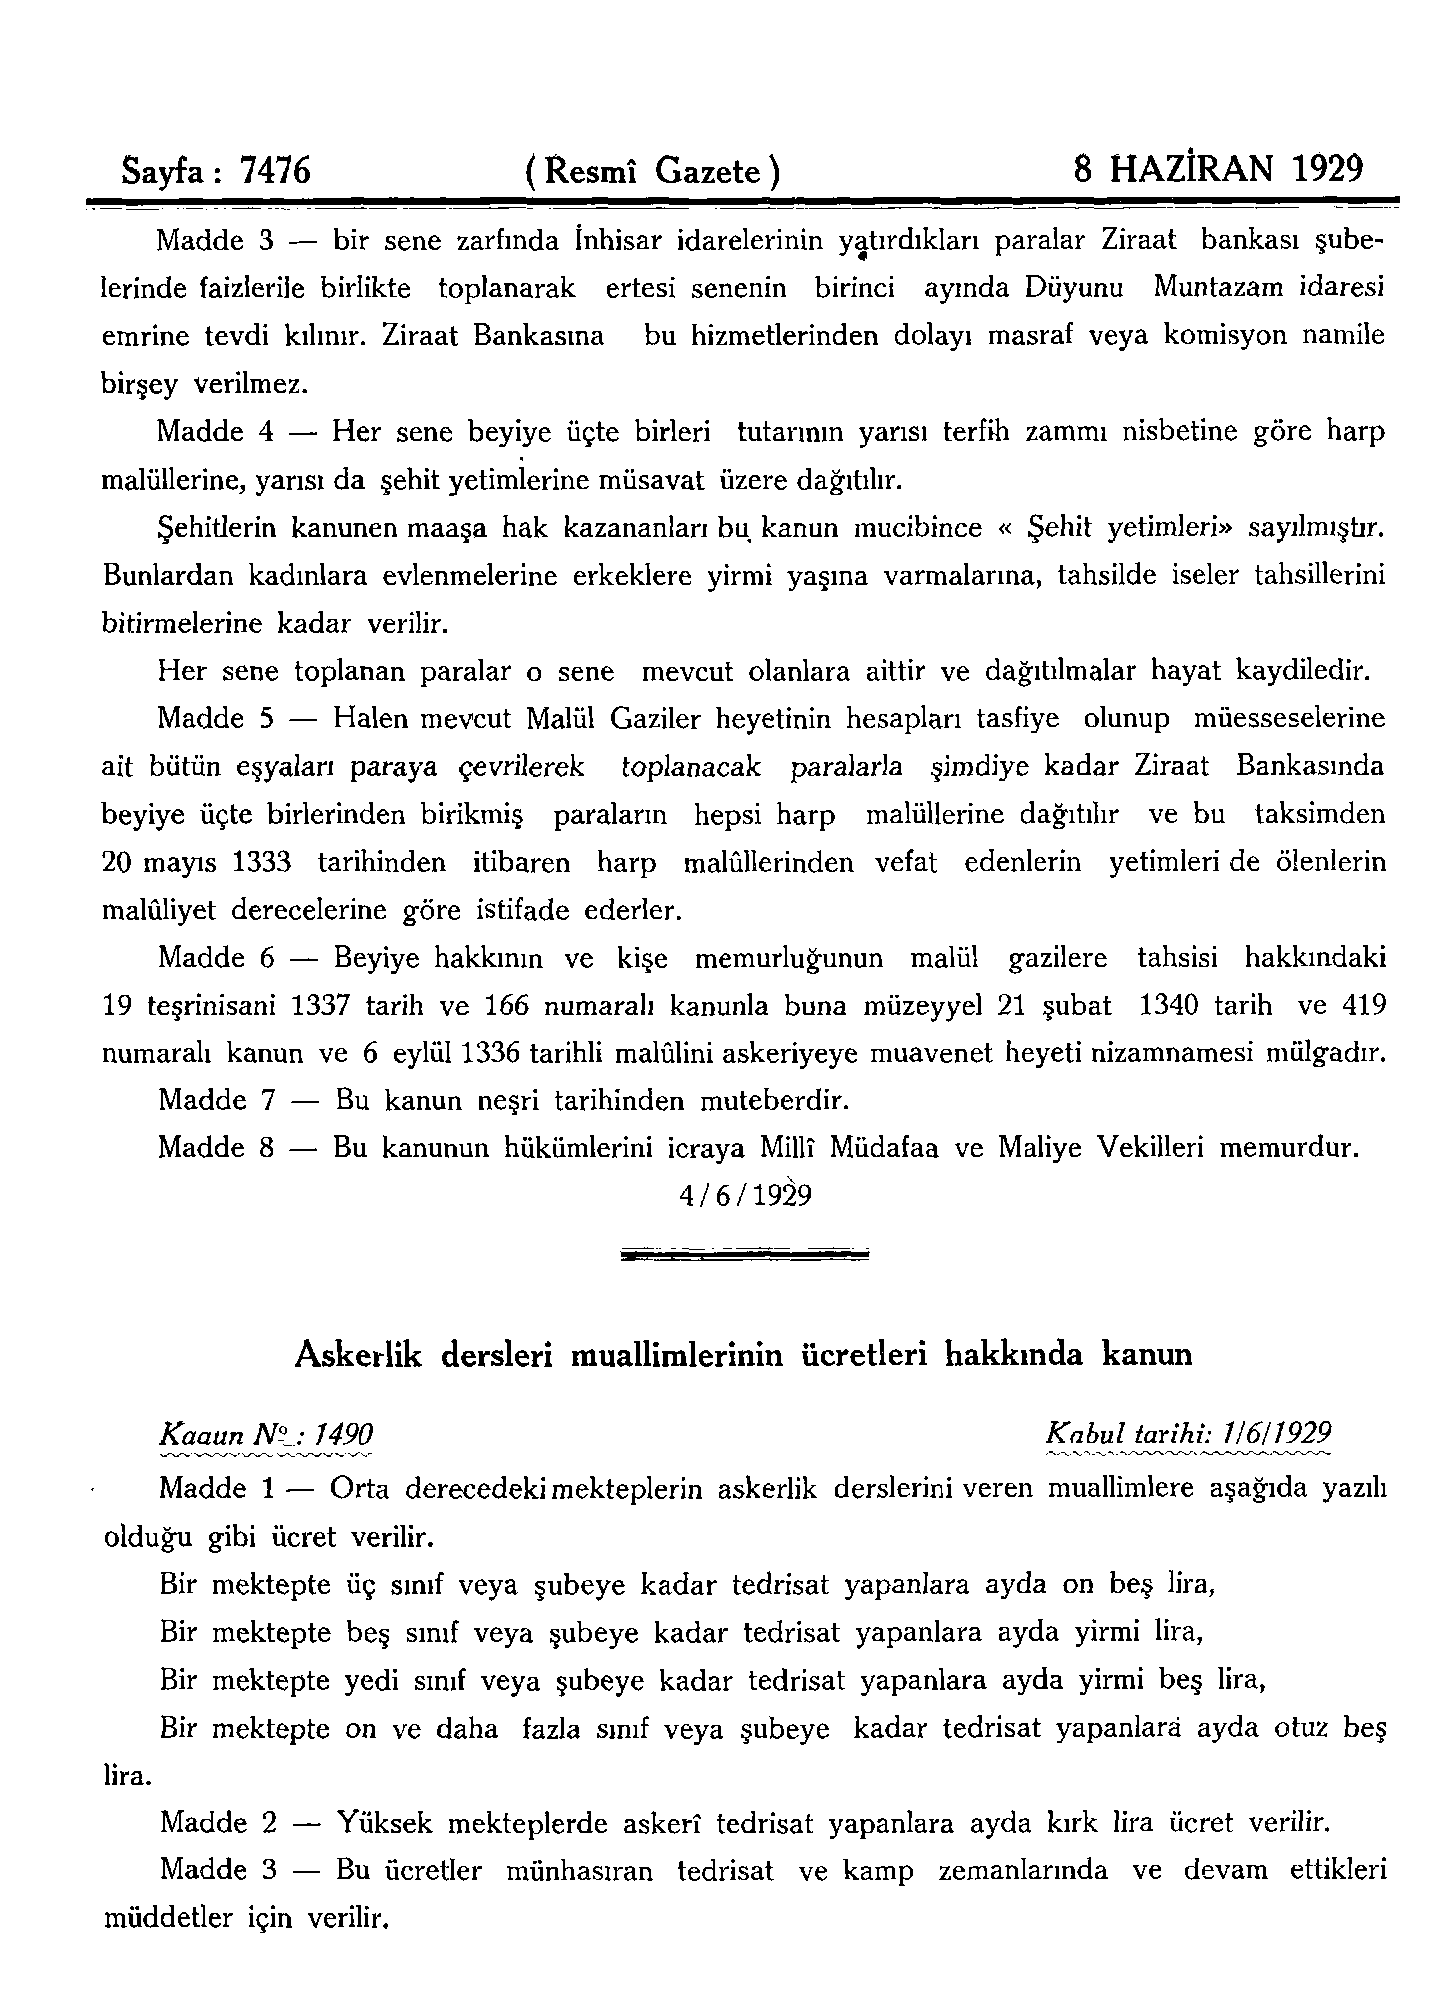 Sayfa : 7476 ( Resmî Gazete ) 8 HAZİRAN 1929
Madde 3 — bir sene zarfında İnhisar idarelerinin yatırdıkları paralar Ziraat bankası şube-
lerinde faizlerile birlikte toplanarak ertesi senenin birinci ayında Düyunu Muntazam idaresi
emrine tevdi kılınır. Ziraat Bankasına bu hizmetlerinden dolayı masraf veya komisyon namile
birşey verilmez.
Madde 4 — Her sene beyiye üçte birleri tutarının yarısı terfih zammı nisbetine göre harp
malüllerine, yarısı da şehit yetimlerine müsavat üzere dağıtılır.
Şehitlerin kanunen maaşa hak kazananları bu kanun mucibince « Şehit yetimleri» sayılmıştır.
Bunlardan kadınlara evlenmelerine erkeklere yirmi yaşına varmalarına, tahsilde iseler tahsillerini
bitirmelerine kadar verilir.
Her sene toplanan paralar o sene mevcut olanlara aittir ve dağıtılmalar hayat kaydiledir.
Madde 5 — Halen mevcut Malül Gaziler heyetinin hesapları tasfiye olunup müesseselerine
ait bütün eşyaları paraya çevrilerek toplanacak paralarla şimdiye kadar Ziraat Bankasında
beyiye üçte birlerinden birikmiş paraların hepsi harp malüllerine dağıtılır ve bu taksimden
20 mayıs 1333 tarihinden itibaren harp malûllerinden vefat edenlerin yetimleri de ölenlerin
malûliyet derecelerine göre istifade ederler.
Madde 6 — Beyiye hakkının ve kişe memurluğunun malül gazilere tahsisi hakkındaki
19 teşrinisani 1337 tarih ve 166 numaralı kanunla buna müzeyyel 21 şubat 1340 tarih ve 419
numaralı kanun ve 6 eylül 1336 tarihli malûlini askeriyeye muavenet heyeti nizamnamesi mülgadır.
Madde 7 — Bu kanun neşri tarihinden muteberdir.
Madde 8 — Bu kanunun hükümlerini icraya Millî Müdafaa ve Maliye Vekilleri memurdur.
4 / 6 / 1929
Askerlik dersleri muallimlerinin ücretleri hakkında kanun
Kaaun Nº : 1490 Kabul tarihi: 1/6/1929
Madde 1 — Orta derecedeki mekteplerin askerlik derslerini veren muallimlere aşağıda yazılı
olduğu gibi ücret verilir.
Bir mektepte üç sınıf veya şubeye kadar tedrisat yapanlara ayda on beş lira,
Bir mektepte beş sınıf veya şubeye kadar tedrisat yapanlara ayda yirmi lira,
Bir mektepte yedi sınıf veya şubeye kadar tedrisat yapanlara ayda yirmi beş lira,
Bir mektepte on ve daha fazla sınıf veya şubeye kadar tedrisat yapanlara ayda otuz beş
lira.
Madde 2 — Yüksek mekteplerde askerî tedrisat yapanlara ayda kırk lira ücret verilir.
Madde 3 — Bu ücretler münhasıran tedrisat ve kamp zemanlarında ve devam ettikleri
müddetler için verilir.